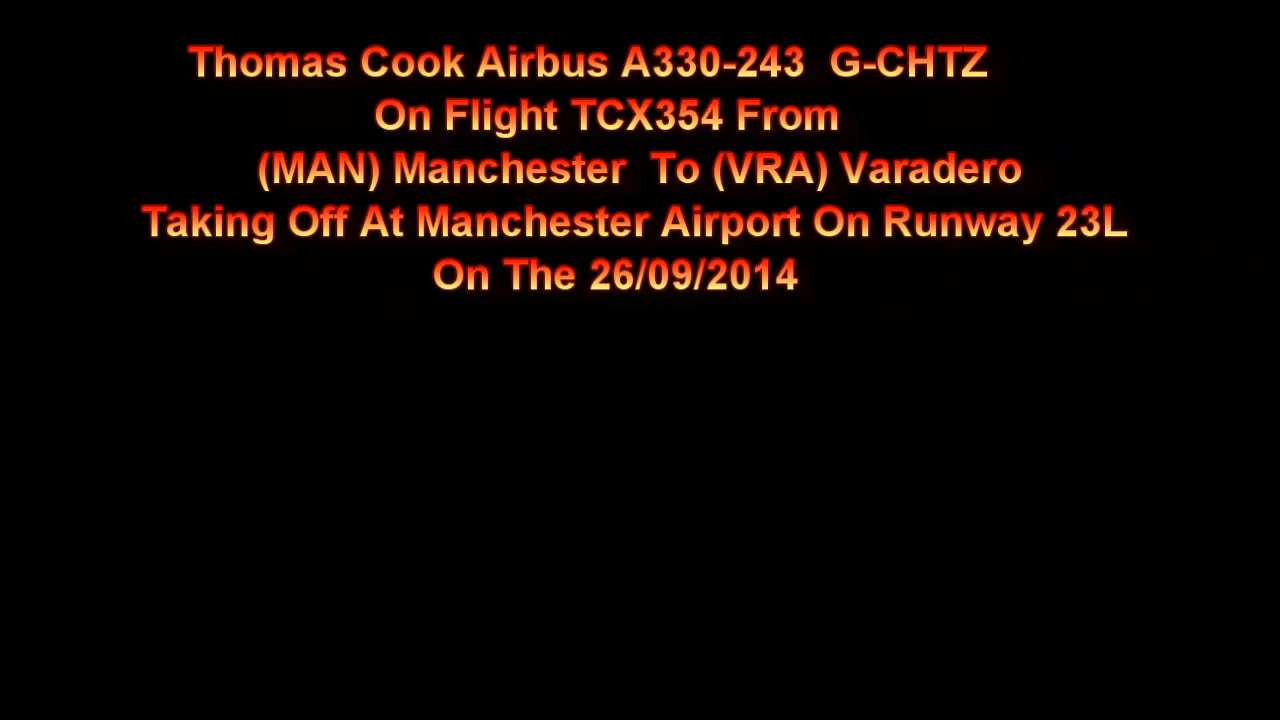 Thomas Cook Airbus A330-243 G-CHTZ
On Flight TCX354 From
(MAN) Manchester To (VRA) Varadero
Taking Off At Manchester Airport On Runway 23L
On The 26/09/2014